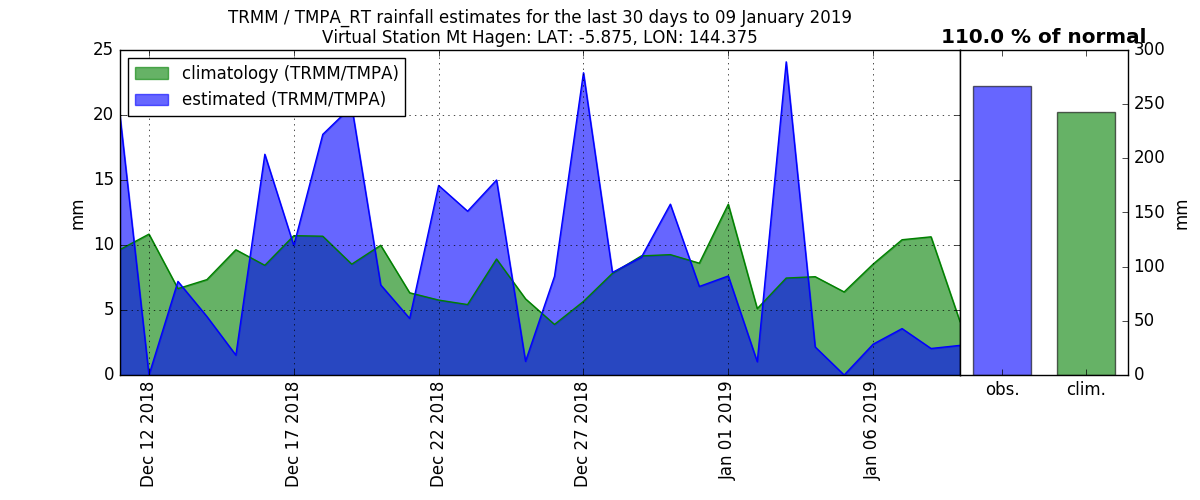 TRMM / TMPA_RT rainfall estimates for the last 30 days to 09 January 2019
Virtual Station Mt Hagen: LAT: -5.875, LON: 144.375
110.0 % of normal
climatology (TRMM/TMPA)
estimated (TRMM/TMPA)
25
20
15
10
5
0
mm
Dec 12 2018
Dec 17 2018
Dec 22 2018
Dec 27 2018
Jan 01 2019
Jan 06 2019
300
250
200
150
100
50
0
mm
obs.
clim.